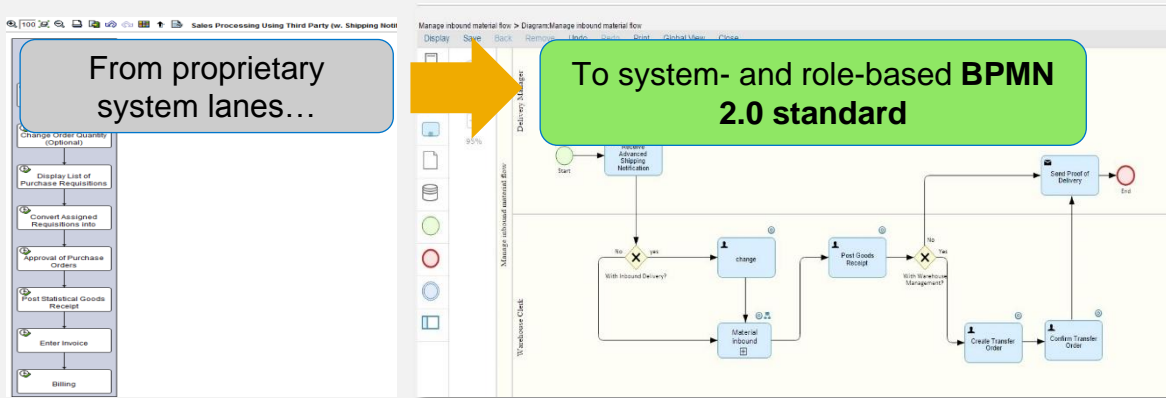 100
Sales Processing Using Third Party (w. Shipping Notif
From proprietary
system lanes…
Change Order Quantity
(Optional)
Display List of
Purchase Requisitions
Convert Assigned
Requisitions into
Approval of Purchase
Orders
Post Statistical Goods
Receipt
Enter Invoice
Billing
Manage inbound material flow > Diagram:Manage inbound material flow
Display Save Back Remove Undo Redo Print Global View Close
To system- and role-based BPMN
2.0 standard
95%
Manage inbound material flow
Delivery Manager
Start
Receive
Advanced
Shipping
Notification
Send Proof of
Delivery
End
Warehouse Clerk
No
yes
With Inbound Delivery?
change
Material
inbound
Post Goods
Receipt
No
Yes
With Warehouse
Management?
Create Transfer
Order
Confirm Transfer
Order